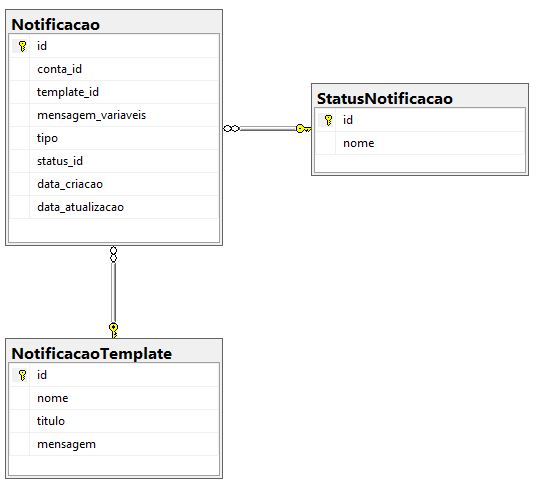 Notificacao
id
conta_id
template_id
mensagem_variaveis
tipo
status_id
data_criacao
data_atualizacao
StatusNotificacao
id
nome
NotificacaoTemplate
id
nome
titulo
mensagem